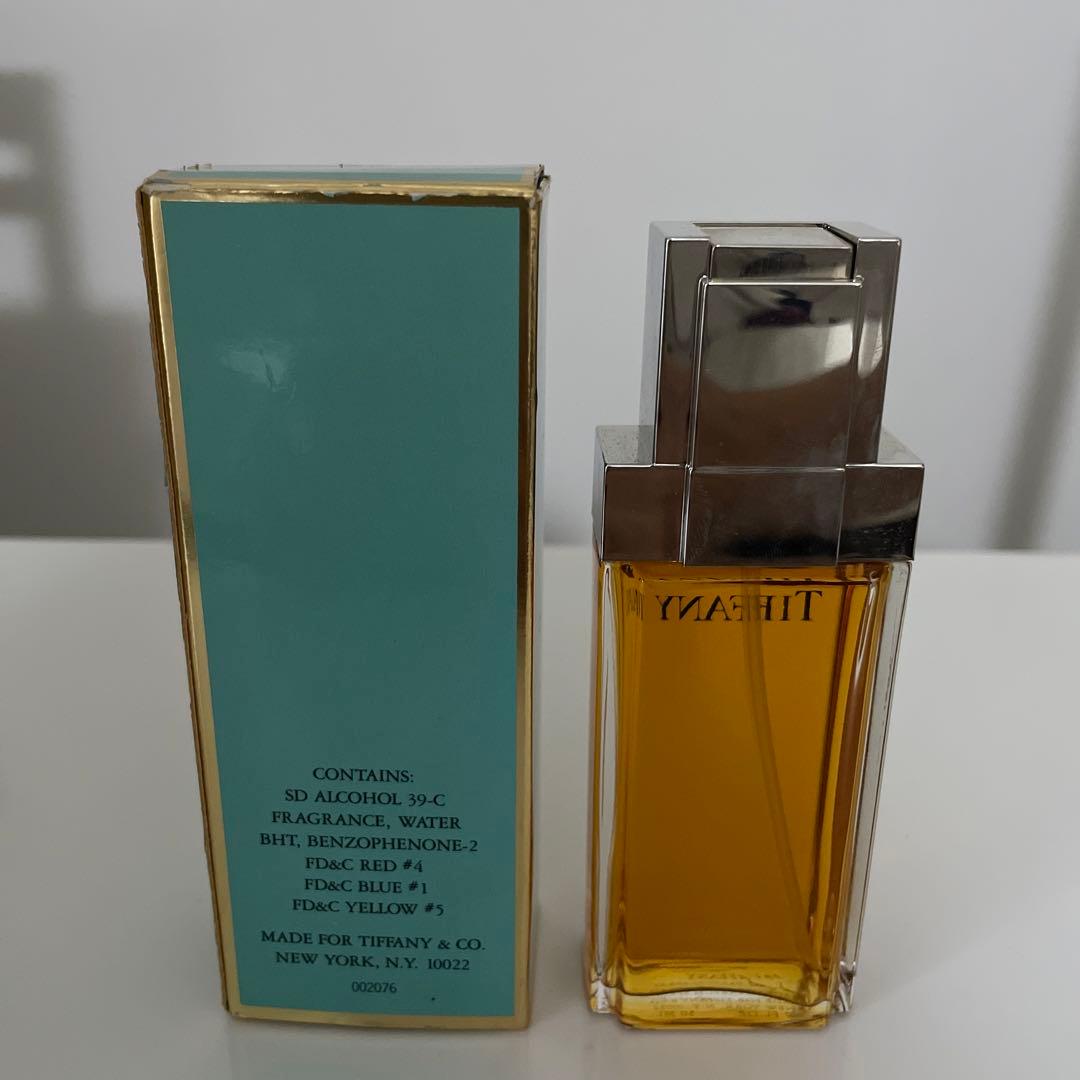 CONTAINS:
SD ALCOHOL 39-C
FRAGRANCE, WATER
BHT, BENZOPHENONE-2
FD&C RED #4
FD&C BLUE #1
FD&C YELLOW #5
MADE FOR TIFFANY & CO.
NEW YORK, N.Y. 10022
002076
TIFFANY